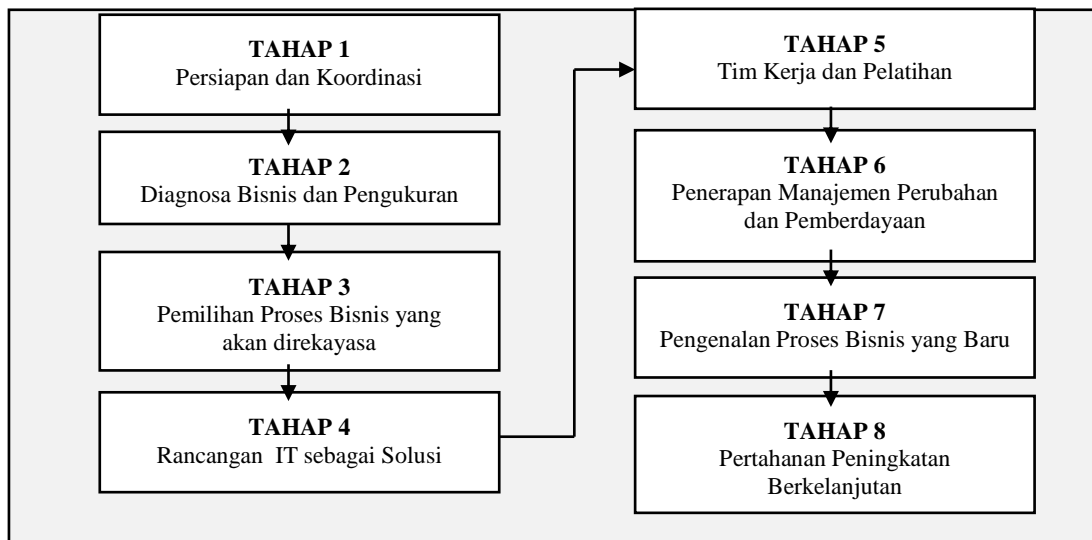 TAHAP 1
Persiapan dan Koordinasi
TAHAP 2
Diagnosa Bisnis dan Pengukuran
TAHAP 3
Pemilihan Proses Bisnis yang
akan direkayasa
TAHAP 4
Rancangan IT sebagai Solusi
TAHAP 5
Tim Kerja dan Pelatihan
TAHAP 6
Penerapan Manajemen Perubahan
dan Pemberdayaan
TAHAP 7
Pengenalan Proses Bisnis yang Baru
TAHAP 8
Pertahanan Peningkatan
Berkelanjutan